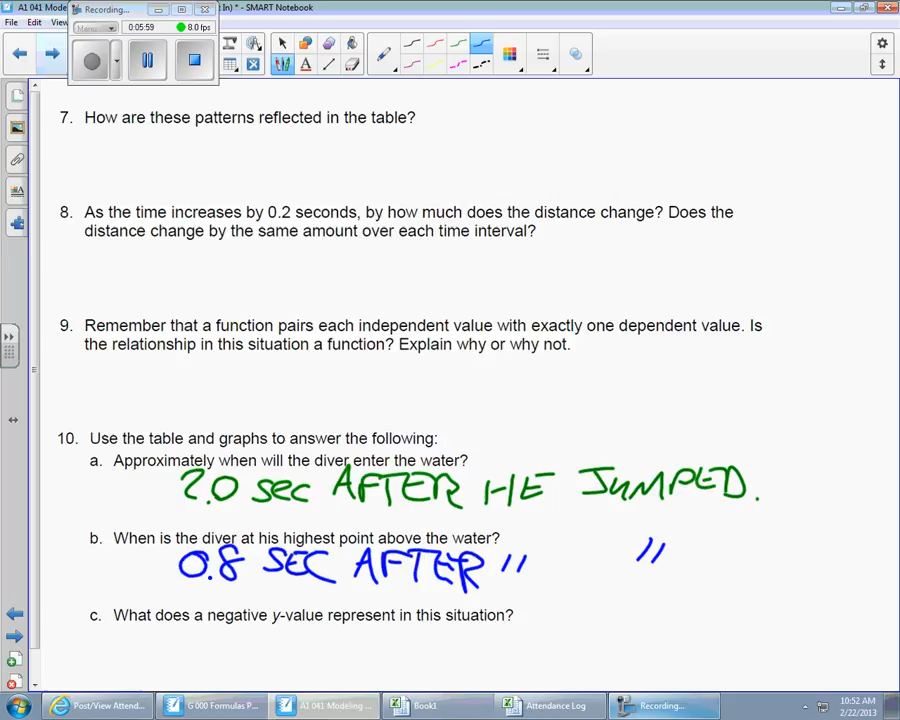 A1 041 Mode
In) * - SMART Notebook
Recording...
File Edit View
Manual
0:05:59
8.0 fps
7. How are these patterns reflected in the table?
8. As the time increases by 0.2 seconds, by how much does the distance change? Does the
distance change by the same amount over each time interval?
9. Remember that a function pairs each independent value with exactly one dependent value. Is
the relationship in this situation a function? Explain why or why not.
10. Use the table and graphs to answer the following:
a. Approximately when will the diver enter the water?
2.0 sec AFTER HE JUMPED.
b. When is the diver at his highest point above the water?
0.8 SEC AFTER " "
c. What does a negative y-value represent in this situation?
Post/View Attend...
G 000 Formulas P...
A1 041 Modeling ...
Book1
Attendance Log
Recording...
10:52 AM
2/22/2013